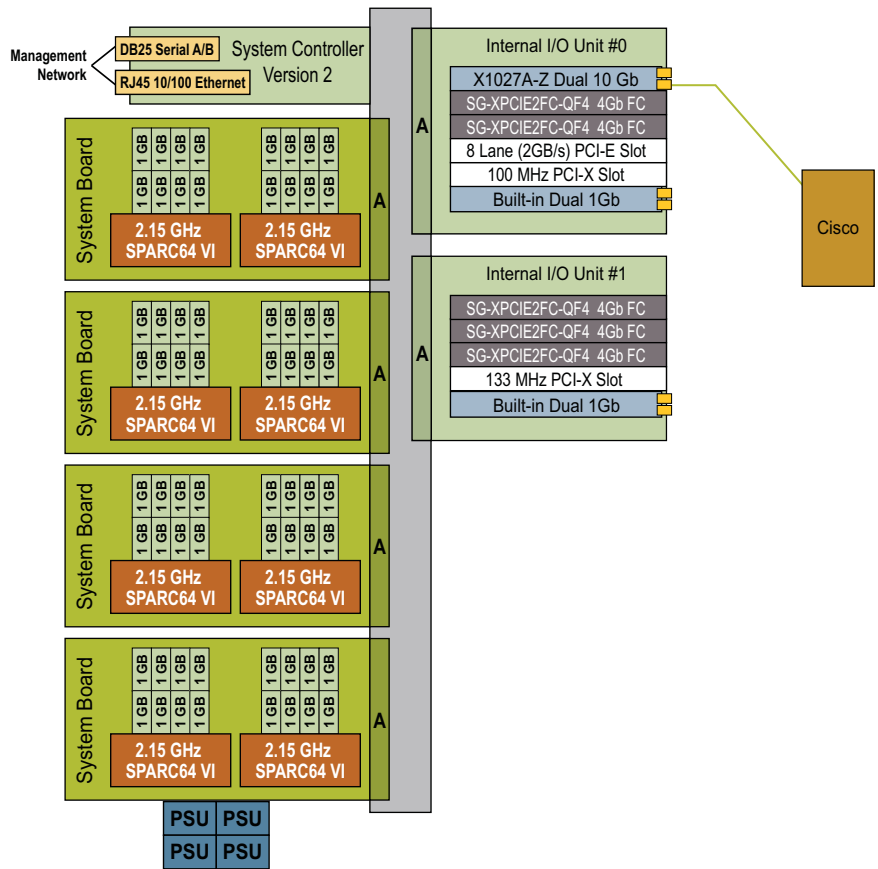 Management
Network
DB25 Serial A/B
RJ45 10/100 Ethernet
System Controller
Version 2
System Board
1 GB 1 GB 1 GB 1 GB
1 GB 1 GB 1 GB 1 GB
2.15 GHz
SPARC64 VI
1 GB 1 GB 1 GB 1 GB
1 GB 1 GB 1 GB 1 GB
2.15 GHz
SPARC64 VI
A
System Board
1 GB 1 GB 1 GB 1 GB
1 GB 1 GB 1 GB 1 GB
2.15 GHz
SPARC64 VI
1 GB 1 GB 1 GB 1 GB
1 GB 1 GB 1 GB 1 GB
2.15 GHz
SPARC64 VI
A
System Board
1 GB 1 GB 1 GB 1 GB
1 GB 1 GB 1 GB 1 GB
2.15 GHz
SPARC64 VI
1 GB 1 GB 1 GB 1 GB
1 GB 1 GB 1 GB 1 GB
2.15 GHz
SPARC64 VI
A
System Board
1 GB 1 GB 1 GB 1 GB
1 GB 1 GB 1 GB 1 GB
2.15 GHz
SPARC64 VI
1 GB 1 GB 1 GB 1 GB
1 GB 1 GB 1 GB 1 GB
2.15 GHz
SPARC64 VI
A
PSU PSU
PSU PSU
A
Internal I/O Unit #0
X1027A-Z Dual 10 Gb
SG-XPCIE2FC-QF4 4Gb FC
SG-XPCIE2FC-QF4 4Gb FC
8 Lane (2GB/s) PCI-E Slot
100 MHz PCI-X Slot
Built-in Dual 1Gb
A
Internal I/O Unit #1
SG-XPCIE2FC-QF4 4Gb FC
SG-XPCIE2FC-QF4 4Gb FC
SG-XPCIE2FC-QF4 4Gb FC
133 MHz PCI-X Slot
Built-in Dual 1Gb
Cisco